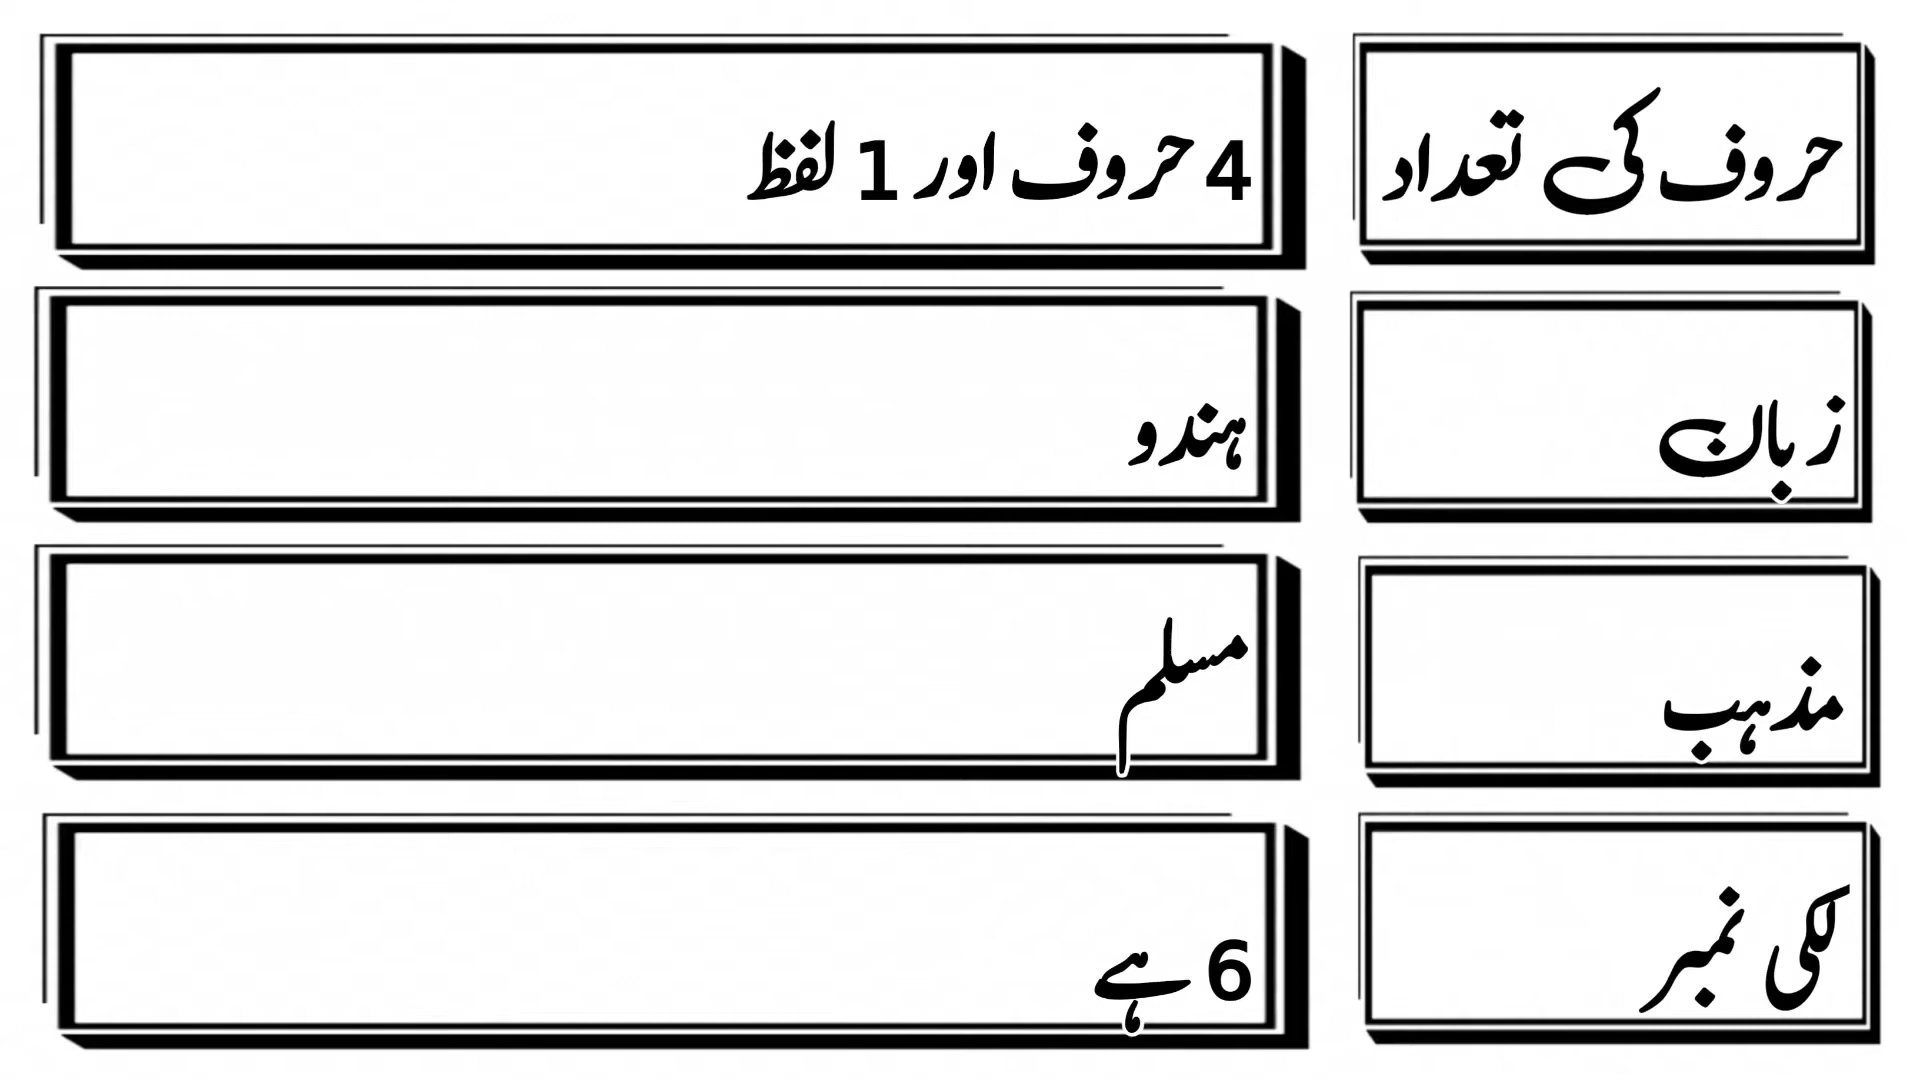 حروف کی تعداد
4 حروف اور 1 لفظ
زبان
ہندو
مذہب
مسلم
لکی نمبر
6 ہے